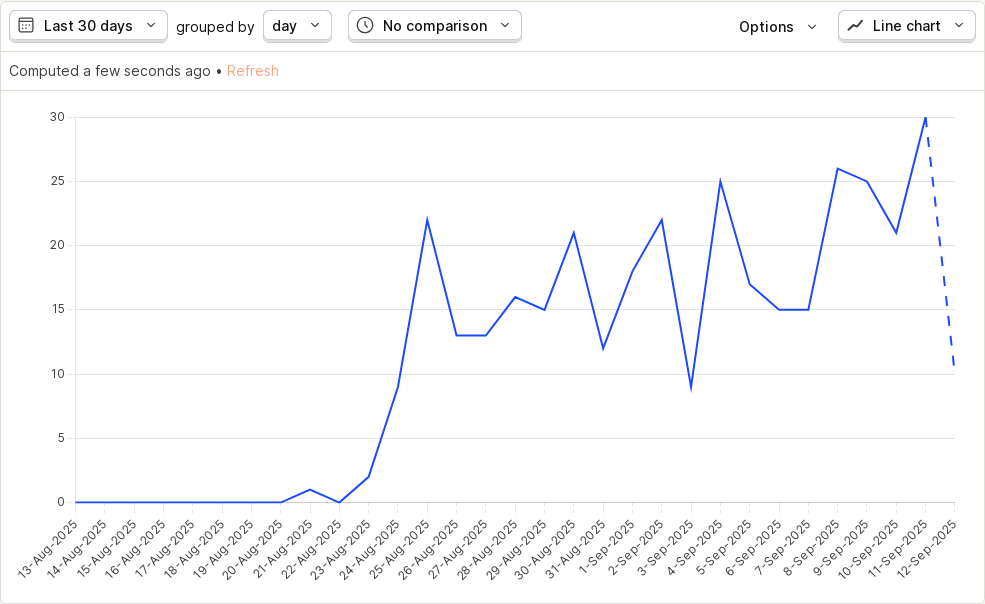 Last 30 days grouped by day No comparison Options Line chart
Computed a few seconds ago • Refresh
30
25
20
15
10
5
0
13-Aug-2025
14-Aug-2025
15-Aug-2025
16-Aug-2025
17-Aug-2025
18-Aug-2025
19-Aug-2025
20-Aug-2025
21-Aug-2025
22-Aug-2025
23-Aug-2025
24-Aug-2025
25-Aug-2025
26-Aug-2025
27-Aug-2025
28-Aug-2025
29-Aug-2025
30-Aug-2025
31-Aug-2025
1-Sep-2025
2-Sep-2025
3-Sep-2025
4-Sep-2025
5-Sep-2025
6-Sep-2025
7-Sep-2025
8-Sep-2025
9-Sep-2025
10-Sep-2025
11-Sep-2025
12-Sep-2025